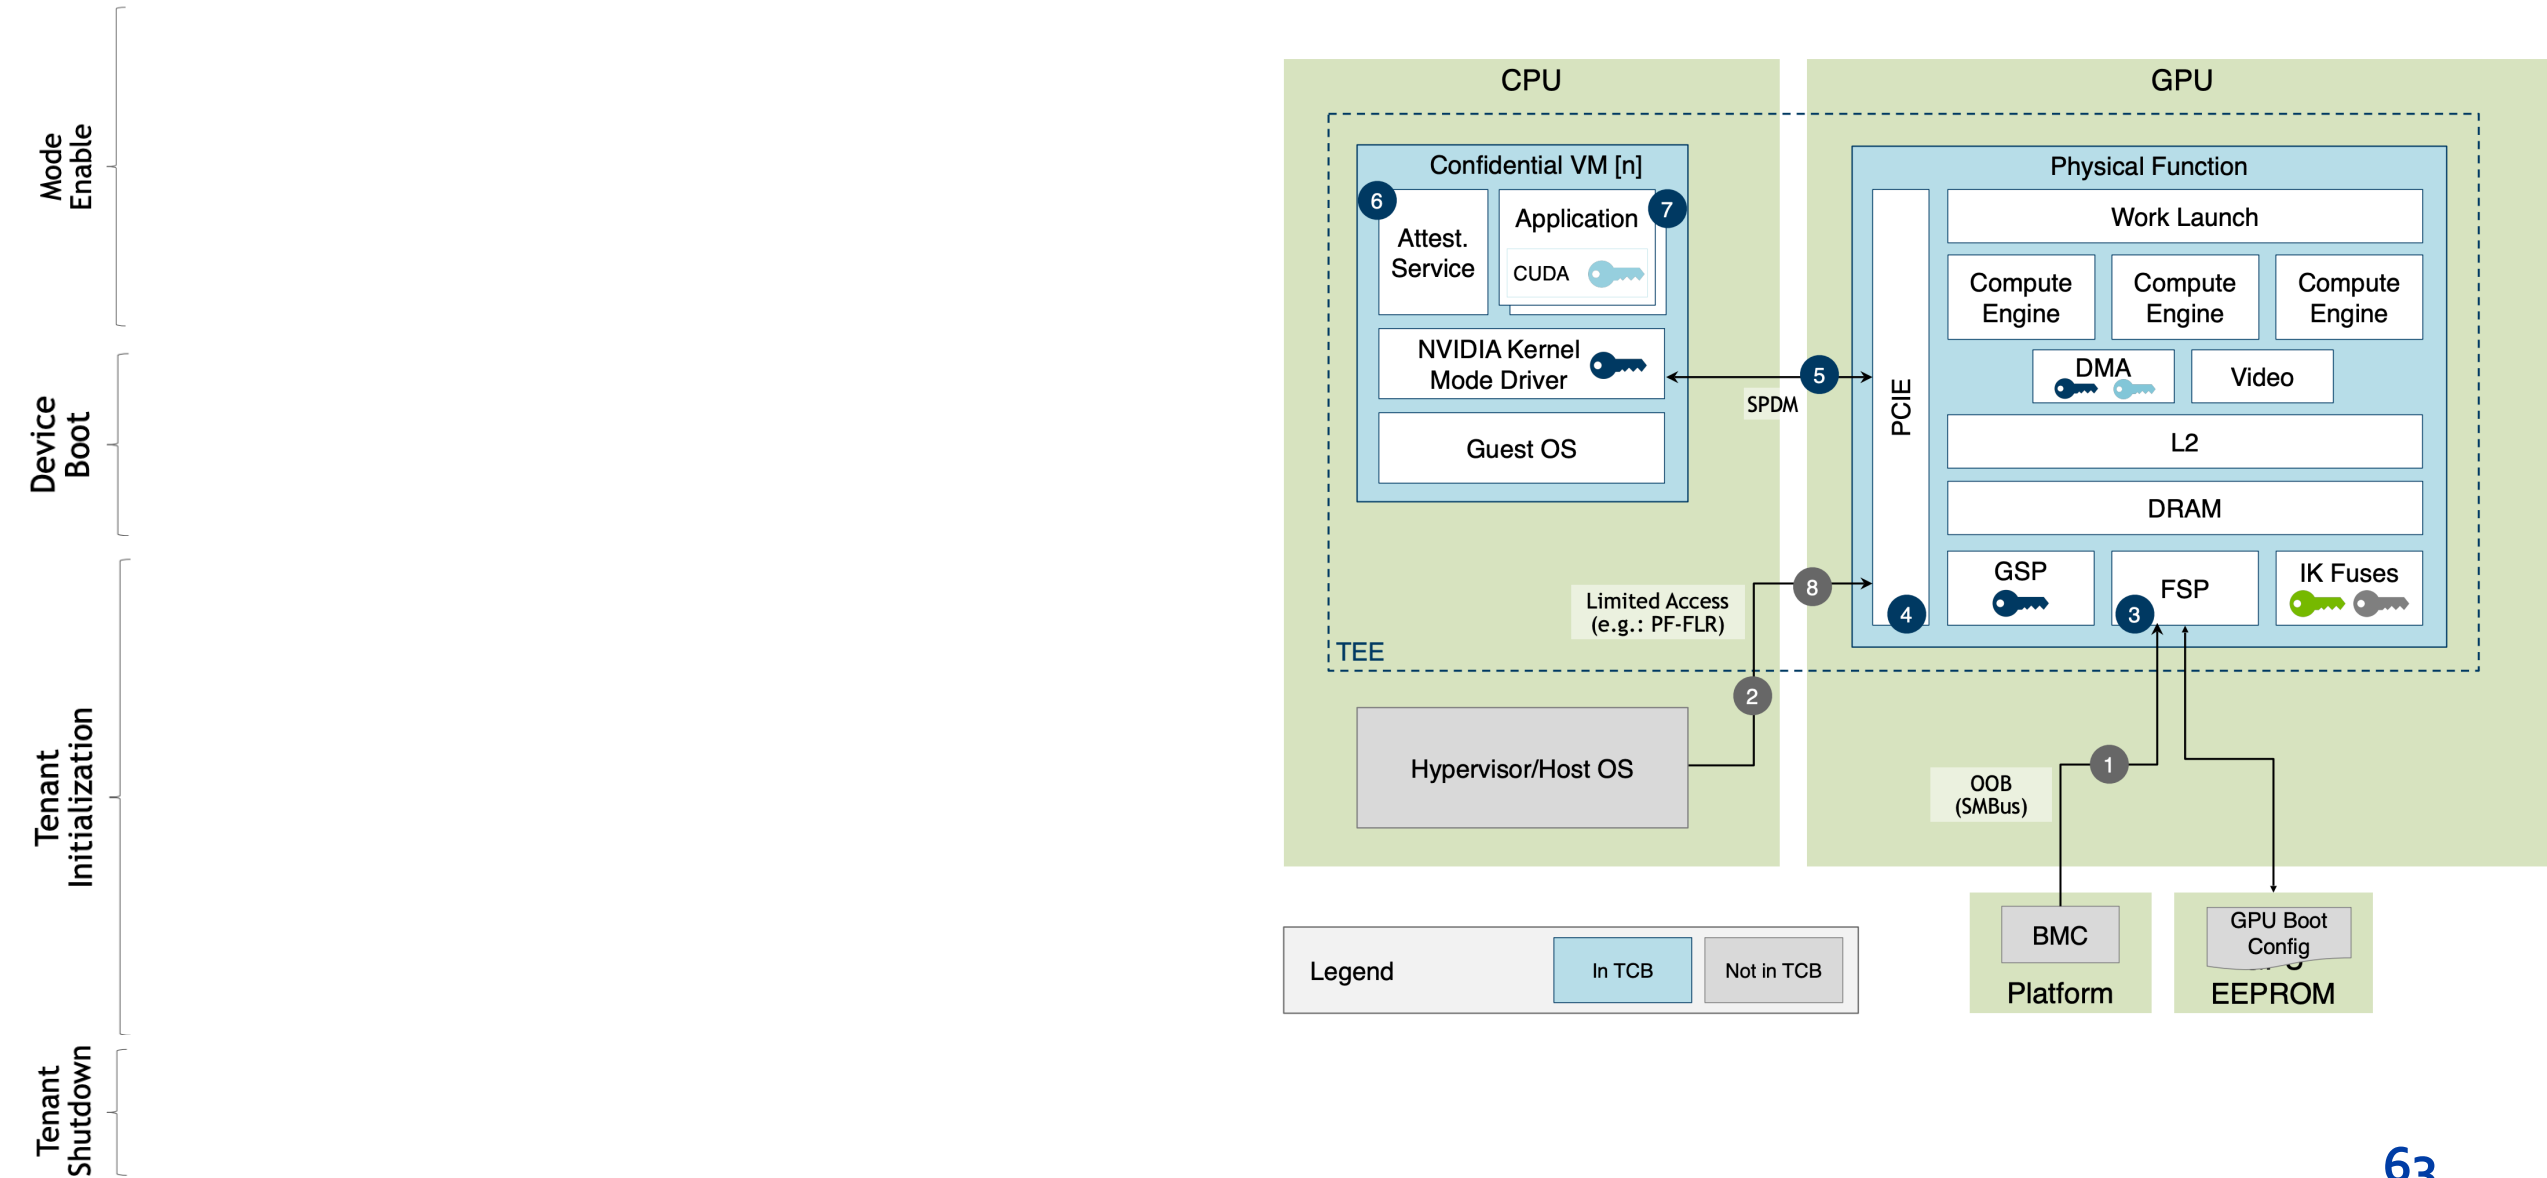 Mode
Enable
Device
Boot
Tenant
Initialization
Tenant
Shutdown
CPU
Confidential VM [n]
6
Attest.
Service
Application
7
CUDA
NVIDIA Kernel
Mode Driver
Guest OS
5
SPDM
Limited Access
(e.g.: PF-FLR)
8
TEE
2
Hypervisor/Host OS
GPU
Physical Function
PCIE
4
Work Launch
Compute
Engine
Compute
Engine
Compute
Engine
DMA
Video
L2
DRAM
GSP
FSP
3
IK Fuses
1
OOB
(SMBus)
BMC
Platform
GPU Boot
Config
EEPROM
Legend
In TCB
Not in TCB
63